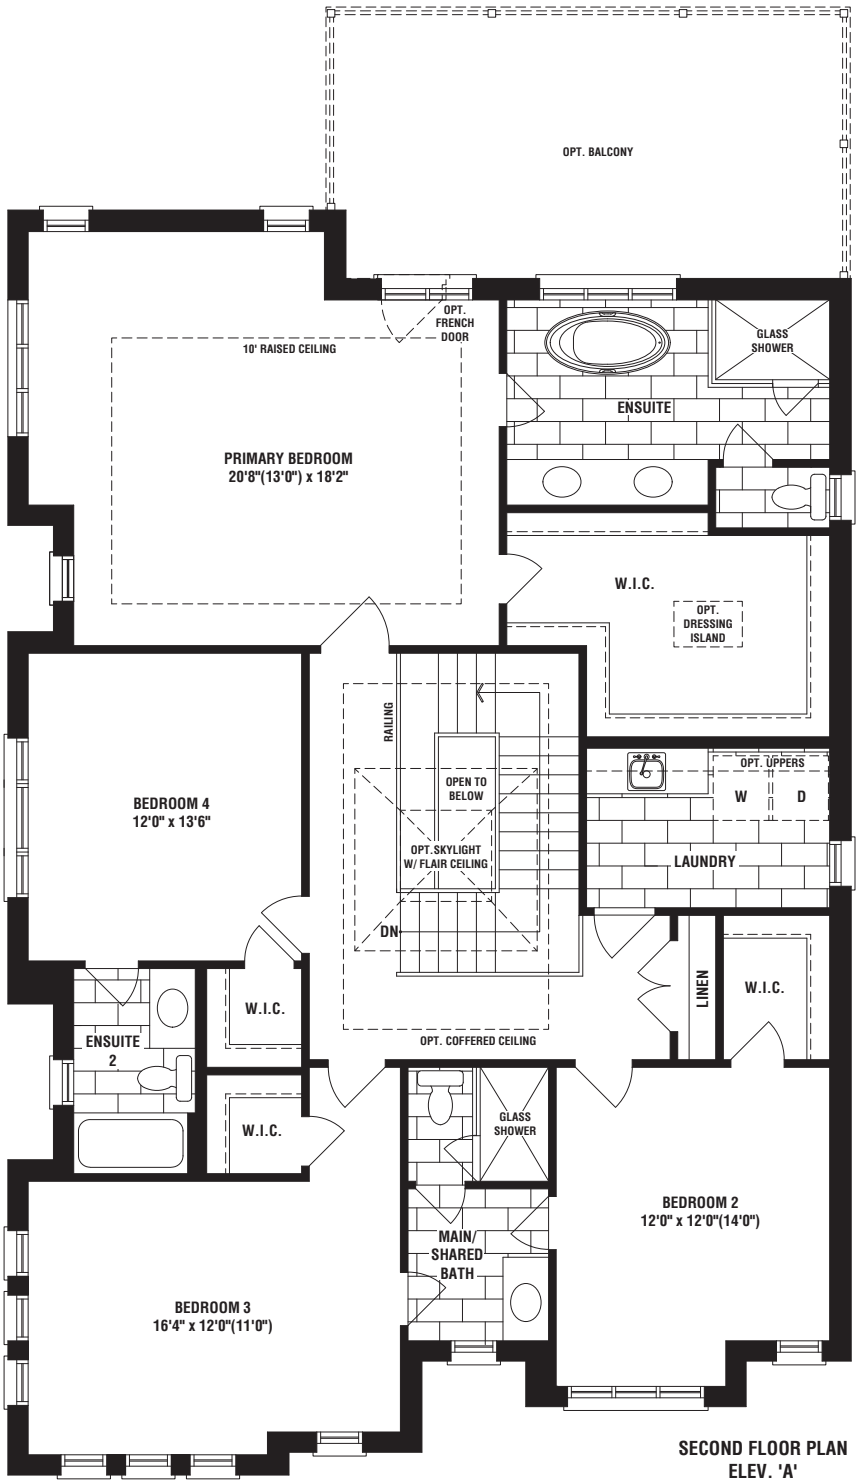 OPT. BALCONY
OPT.
FRENCH
DOOR
10' RAISED CEILING
GLASS
SHOWER
ENSUITE
PRIMARY BEDROOM
20'8"(13'0") x 18'2"
W.I.C.
OPT.
DRESSING
ISLAND
RAILING
OPEN TO
BELOW
OPT. UPPERS
W
D
BEDROOM 4
12'0" x 13'6"
OPT.SKYLIGHT
W/ FLAIR CEILING
LAUNDRY
DN
LINEN
W.I.C.
W.I.C.
ENSUITE
2
OPT. COFFERED CEILING
W.I.C.
GLASS
SHOWER
BEDROOM 2
12'0" x 12'0"(14'0")
MAIN/
SHARED
BATH
BEDROOM 3
16'4" x 12'0"(11'0")
SECOND FLOOR PLAN
ELEV. 'A'